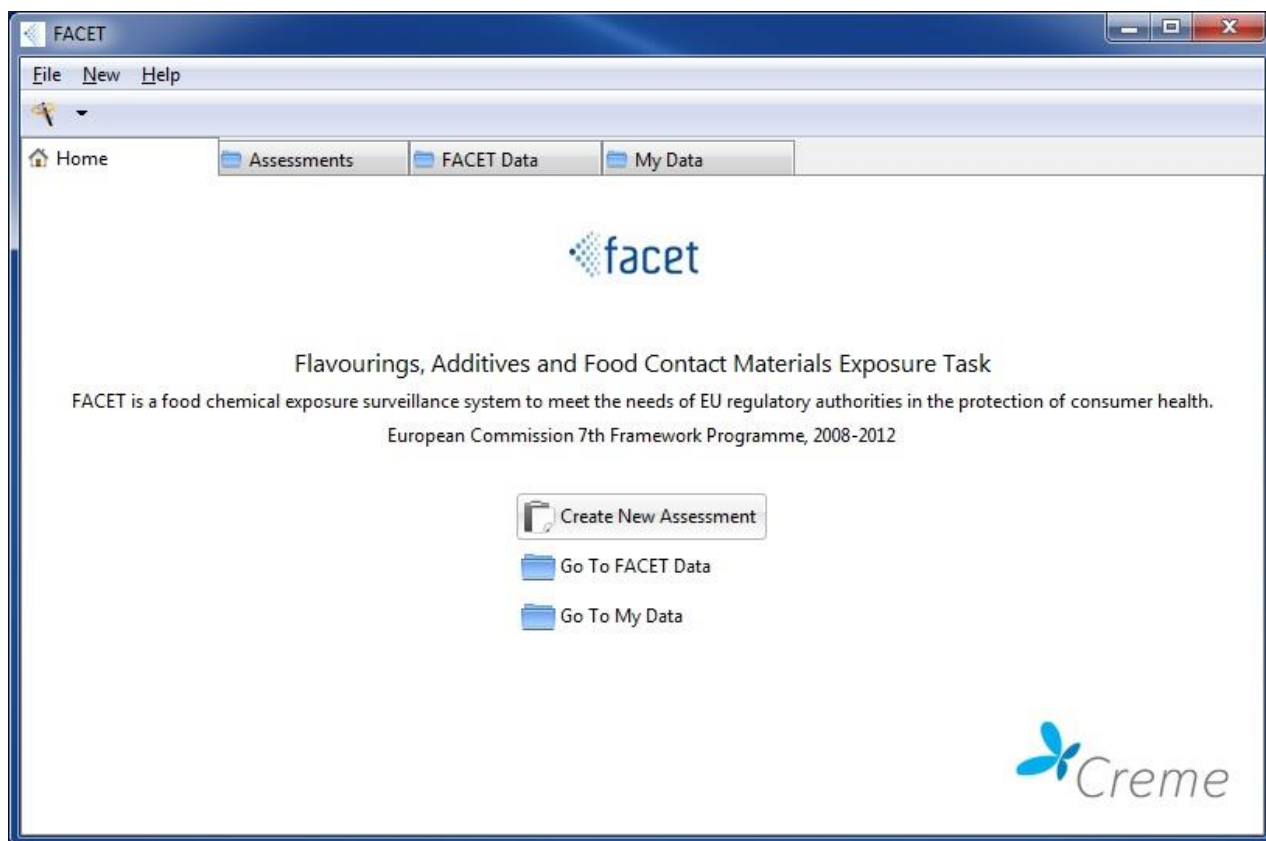 FACET
File New Help
Home Assessments FACET Data My Data
facet
Flavourings, Additives and Food Contact Materials Exposure Task
FACET is a food chemical exposure surveillance system to meet the needs of EU regulatory authorities in the protection of consumer health.
European Commission 7th Framework Programme, 2008-2012
Create New Assessment
Go To FACET Data
Go To My Data
Creme